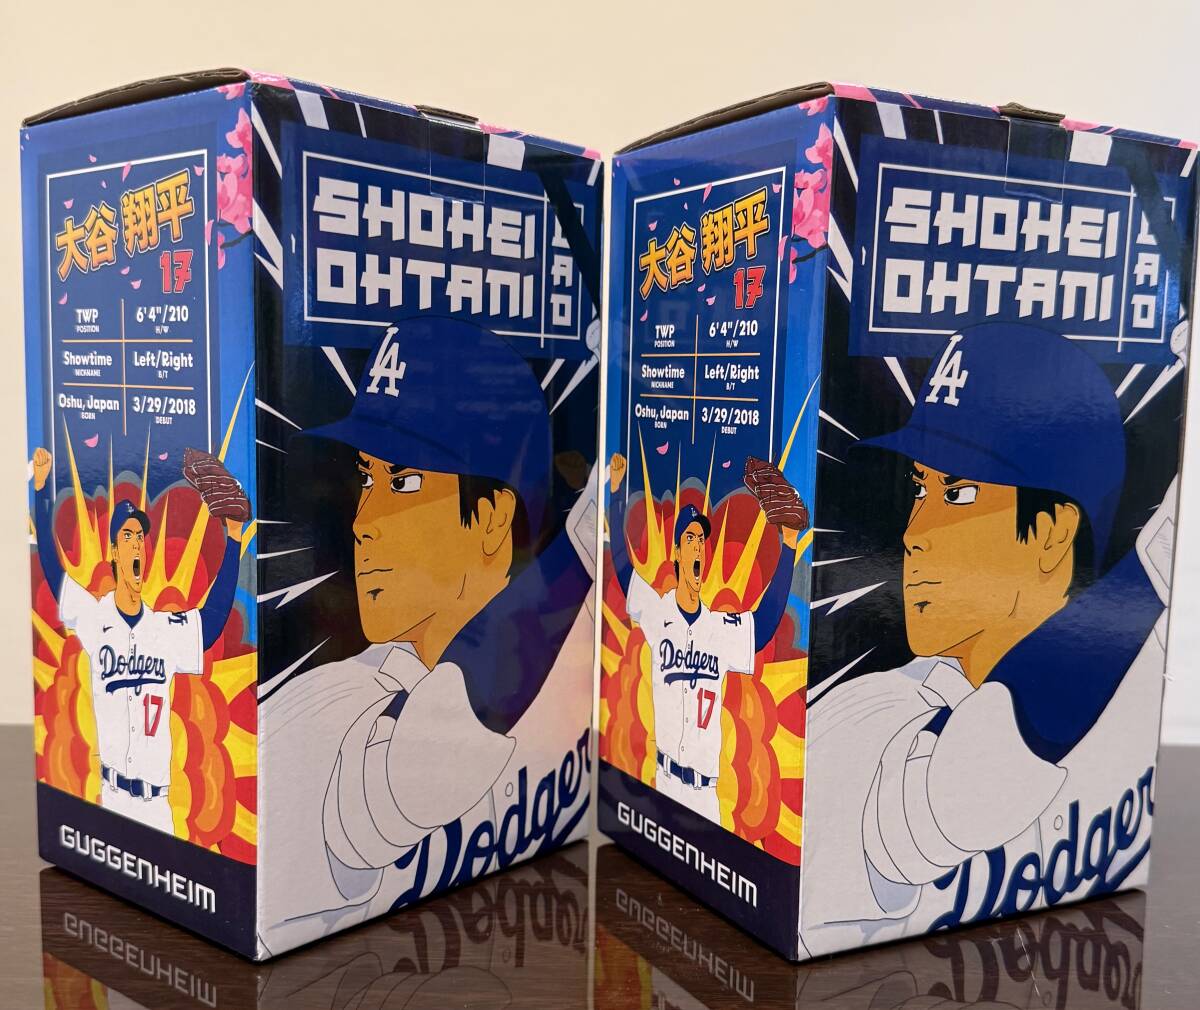 大谷 翔平
17
TWP
POSITION
6'4"/210
H/W
Showtime
NICKNAME
Left/Right
B/T
Oshu, Japan
BORN
3/29/2018
DEBUT
Dodgers
17
GUGGENHEIM
SHOHEI
OHTANI
LA
Dodgers
大谷 翔平
17
TWP
POSITION
6'4"/210
H/W
Showtime
NICKNAME
Left/Right
B/T
Oshu, Japan
BORN
3/29/2018
DEBUT
Dodgers
17
GUGGENHEIM
SHOHEI
OHTANI
LA
Dodger